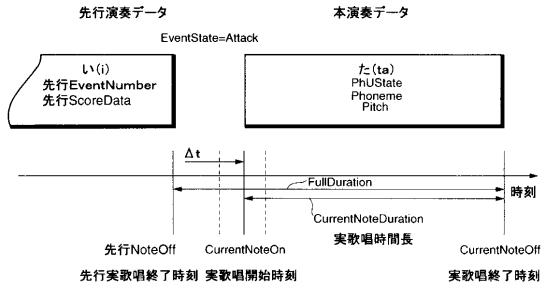 先行演奏データ
本演奏データ
EventState=Attack
い(i)
先行EventNumber
先行ScoreData
た(ta)
PhUState
Phoneme
Pitch
Δt
FullDuration
時刻
CurrentNoteDuration
実歌唱時間長
先行NoteOff
CurrentNoteOn
CurrentNoteOff
先行実歌唱終了時刻
実歌唱開始時刻
実歌唱終了時刻